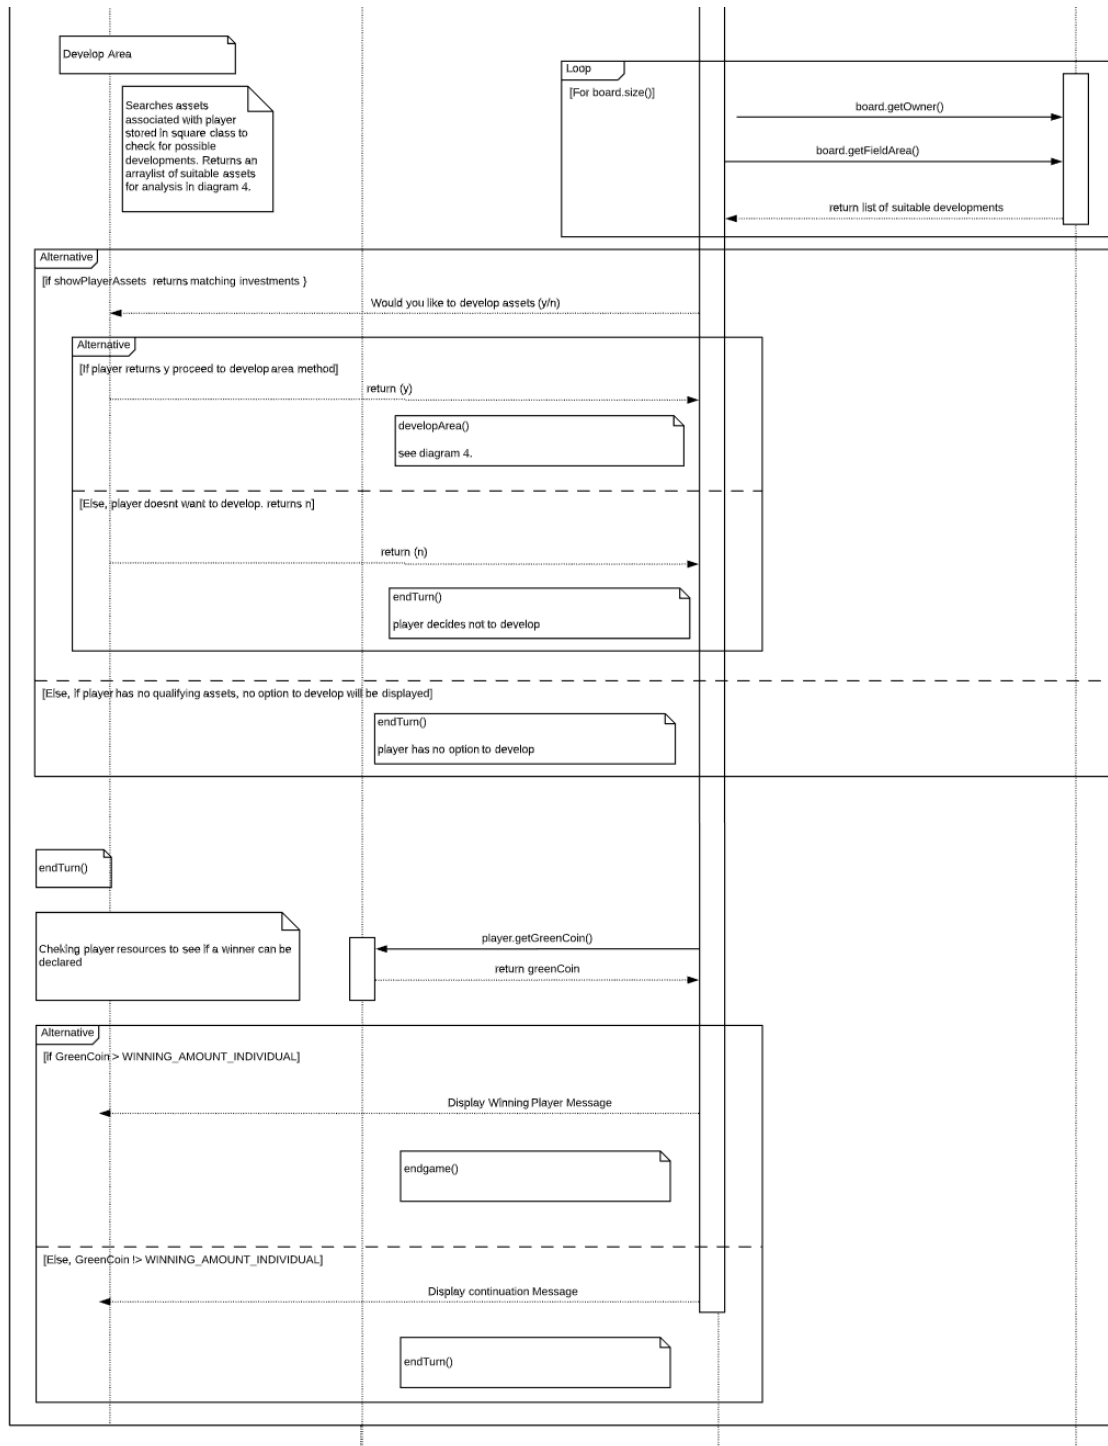 Develop Area
Searches assets
associated with player
stored in square class to
check for possible
developments. Returns an
arraylist of suitable assets
for analysis in diagram 4.
Loop
[For board.size()]
board.getOwner()
board.getFieldArea()
return list of suitable developments
Alternative
[if showPlayerAssets returns matching investments }
Would you like to develop assets (y/n)
Alternative
[If player returns y proceed to develop area method]
return (y)
developArea()
see diagram 4.
[Else, player doesnt want to develop. returns n]
return (n)
endTurn()
player decides not to develop
[Else, if player has no qualifying assets, no option to develop will be displayed]
endTurn()
player has no option to develop
endTurn()
Cheking player resources to see if a winner can be
declared
player.getGreenCoin()
return greenCoin
Alternative
[if GreenCoin > WINNING_AMOUNT_INDIVIDUAL]
Display Winning Player Message
endgame()
[Else, GreenCoin !> WINNING_AMOUNT_INDIVIDUAL]
Display continuation Message
endTurn()